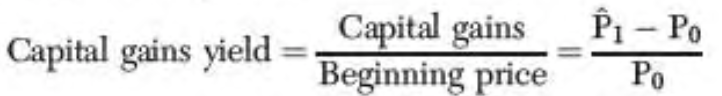 Capital gains yield = Capital gains / Beginning price = P̂₁ − P₀ / P₀